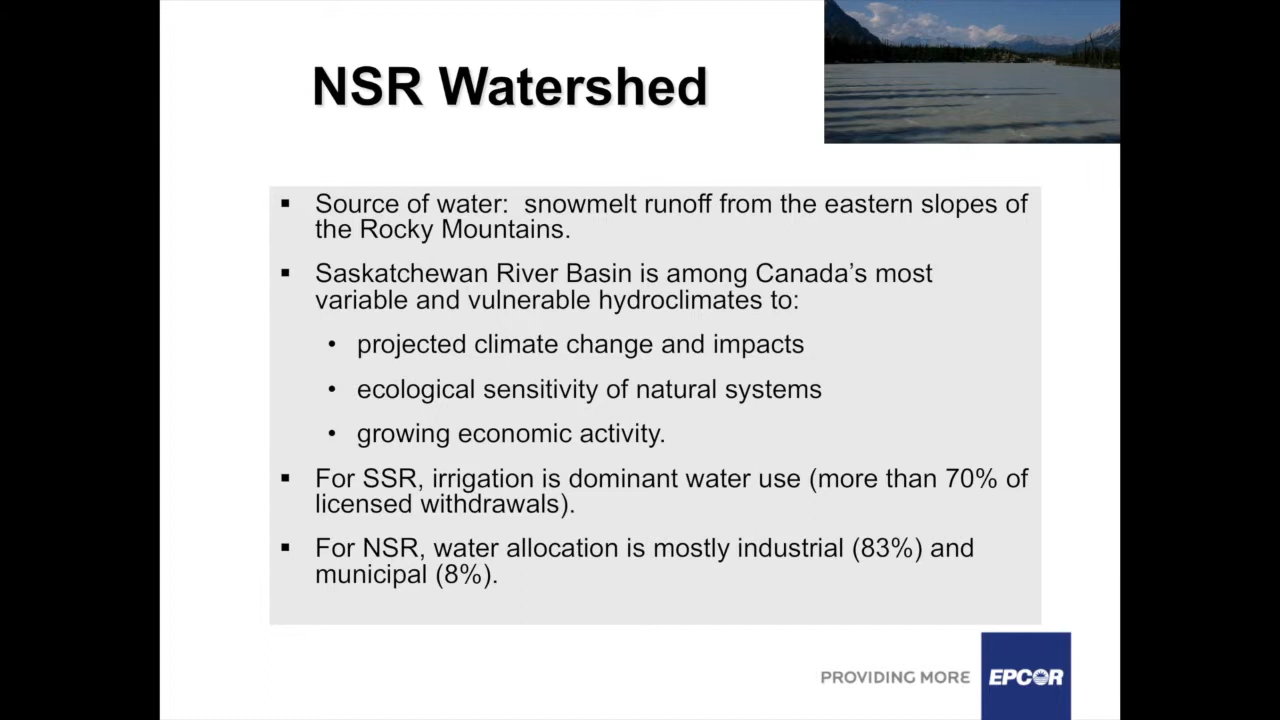 NSR Watershed
▪ Source of water:  snowmelt runoff from the eastern slopes of
the Rocky Mountains.
▪ Saskatchewan River Basin is among Canada’s most
variable and vulnerable hydroclimates to:
• projected climate change and impacts
• ecological sensitivity of natural systems
• growing economic activity.
▪ For SSR, irrigation is dominant water use (more than 70% of
licensed withdrawals).
▪ For NSR, water allocation is mostly industrial (83%) and
municipal (8%).
PROVIDING MORE
EPCOR